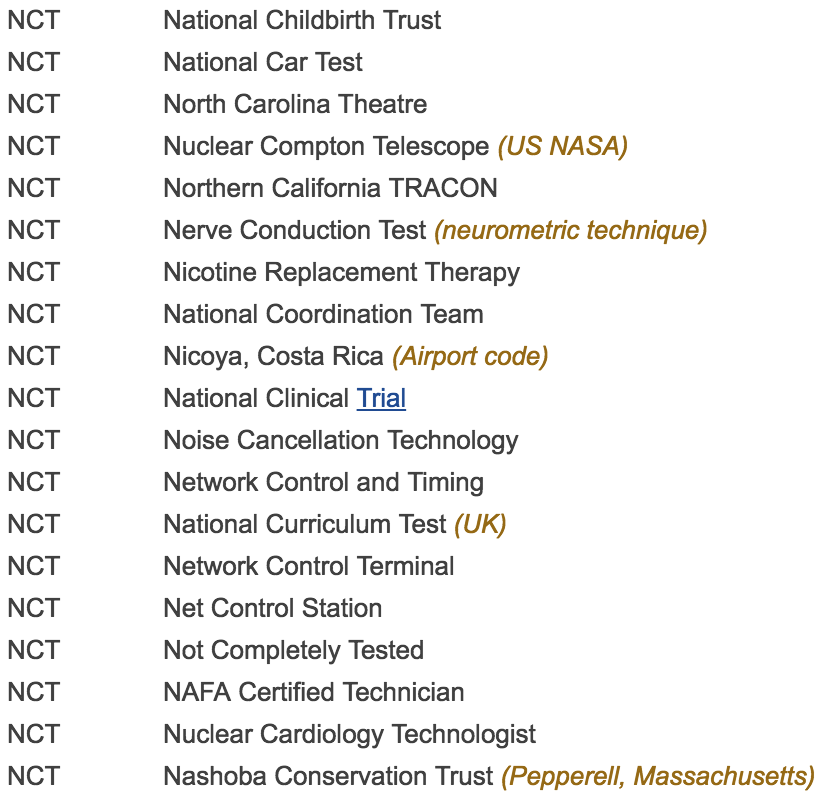 NCT National Childbirth Trust
NCT National Car Test
NCT North Carolina Theatre
NCT Nuclear Compton Telescope (US NASA)
NCT Northern California TRACON
NCT Nerve Conduction Test (neurometric technique)
NCT Nicotine Replacement Therapy
NCT National Coordination Team
NCT Nicoya, Costa Rica (Airport code)
NCT National Clinical Trial
NCT Noise Cancellation Technology
NCT Network Control and Timing
NCT National Curriculum Test (UK)
NCT Network Control Terminal
NCT Net Control Station
NCT Not Completely Tested
NCT NAFA Certified Technician
NCT Nuclear Cardiology Technologist
NCT Nashoba Conservation Trust (Pepperell, Massachusetts)